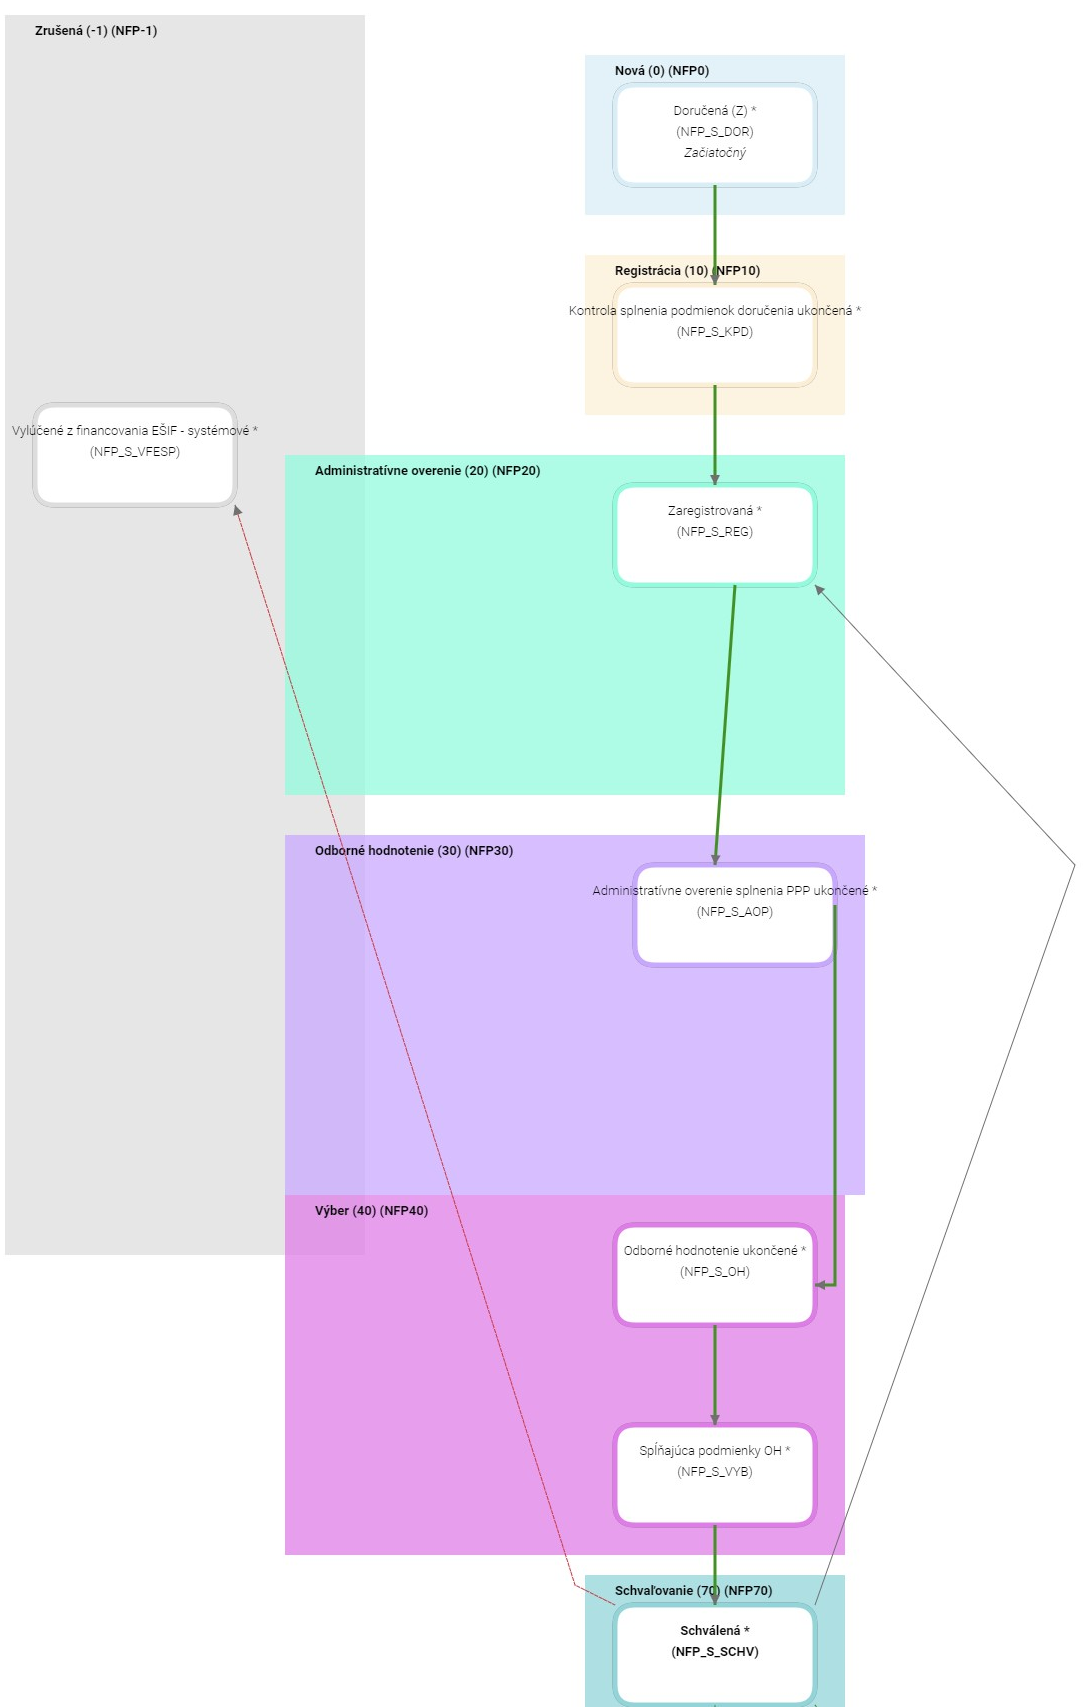 Zrušená (-1) (NFP-1)
Nová (0) (NFP0)
Doručená (Z) *
(NFP_S_DOR)
Začiatočný
Registrácia (10) (NFP10)
Kontrola splnenia podmienok doručenia ukončená *
(NFP_S_KPD)
Vylúčené z financovania EŠIF - systémové *
(NFP_S_VFESP)
Administratívne overenie (20) (NFP20)
Zaregistrovaná *
(NFP_S_REG)
Odborné hodnotenie (30) (NFP30)
Administratívne overenie splnenia PPP ukončené *
(NFP_S_AOP)
Výber (40) (NFP40)
Odborné hodnotenie ukončené *
(NFP_S_OH)
Spĺňajúca podmienky OH *
(NFP_S_VYB)
Schvaľovanie (70) (NFP70)
Schválená *
(NFP_S_SCHV)